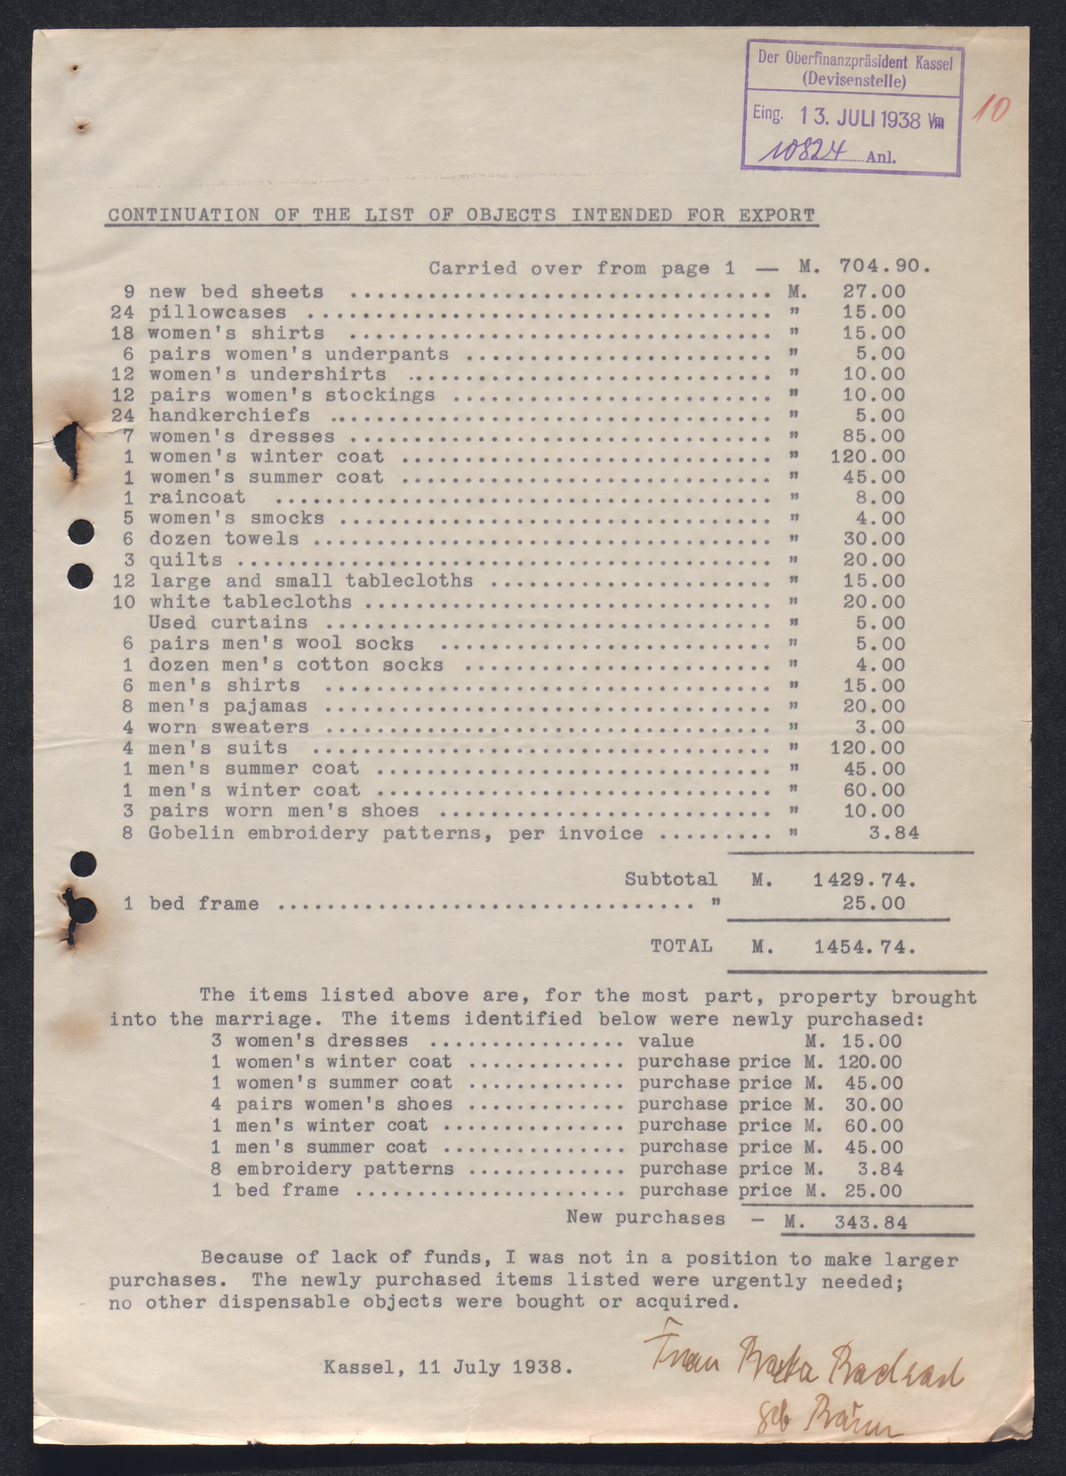 Der Oberfinanzpräsident Kassel
(Devisenstelle)
Eing. 13. JULI 1938 Vm
10824 Anl.
10
CONTINUATION OF THE LIST OF OBJECTS INTENDED FOR EXPORT
Carried over from page 1 — M. 704.90.
9 new bed sheets ................................. M. 27.00
24 pillowcases .................................... " 15.00
18 women's shirts ................................. " 15.00
6 pairs women's underpants ........................ " 5.00
12 women's undershirts ............................ " 10.00
12 pairs women's stockings ......................... " 10.00
24 handkerchiefs .................................. " 5.00
7 women's dresses ................................. " 85.00
1 women's winter coat ............................. " 120.00
1 women's summer coat ............................. " 45.00
1 raincoat ....................................... " 8.00
5 women's smocks .................................. " 4.00
6 dozen towels .................................... " 30.00
3 quilts .......................................... " 20.00
12 large and small tablecloths ...................... " 15.00
10 white tablecloths ................................ " 20.00
Used curtains ................................... " 5.00
6 pairs men's wool socks .......................... " 5.00
1 dozen men's cotton socks ........................ " 4.00
6 men's shirts ................................... " 15.00
8 men's pajamas ................................... " 20.00
4 worn sweaters ................................... " 3.00
4 men's suits .................................... " 120.00
1 men's summer coat ............................... " 45.00
1 men's winter coat ............................... " 60.00
3 pairs worn men's shoes .......................... " 10.00
8 Gobelin embroidery patterns, per invoice ......... " 3.84
Subtotal M. 1429.74.
1 bed frame ................................. " 25.00
TOTAL M. 1454.74.
The items listed above are, for the most part, property brought
into the marriage. The items identified below were newly purchased:
3 women's dresses ................ value M. 15.00
1 women's winter coat ............. purchase price M. 120.00
1 women's summer coat ............. purchase price M. 45.00
4 pairs women's shoes ............. purchase price M. 30.00
1 men's winter coat ............... purchase price M. 60.00
1 men's summer coat ............... purchase price M. 45.00
8 embroidery patterns ............. purchase price M. 3.84
1 bed frame ...................... purchase price M. 25.00
New purchases — M. 343.84
Because of lack of funds, I was not in a position to make larger
purchases. The newly purchased items listed were urgently needed;
no other dispensable objects were bought or acquired.
Kassel, 11 July 1938.
Frau
geb